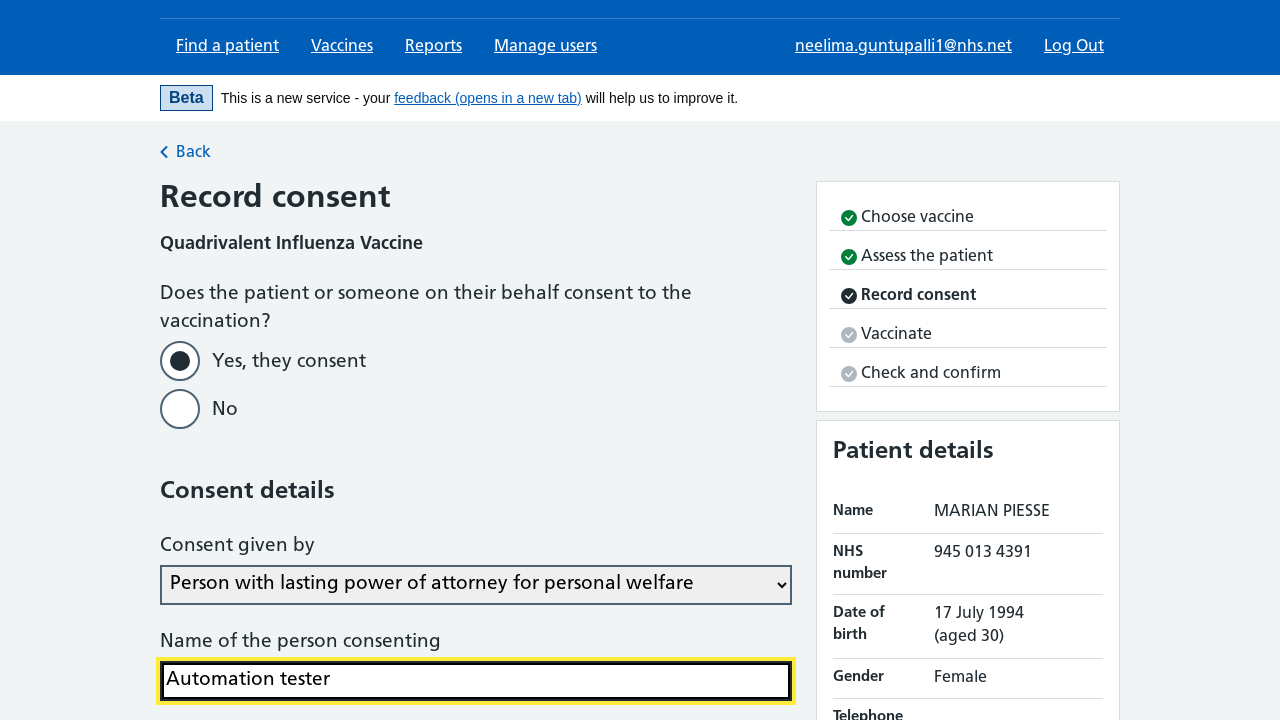 Find a patient
Vaccines
Reports
Manage users
neelima.guntupalli1@nhs.net
Log Out
Beta
This is a new service - your feedback (opens in a new tab) will help us to improve it.
Back
Record consent
Quadrivalent Influenza Vaccine
Does the patient or someone on their behalf consent to the
vaccination?
Yes, they consent
No
Consent details
Consent given by
Person with lasting power of attorney for personal welfare
Name of the person consenting
Automation tester
Choose vaccine
Assess the patient
Record consent
Vaccinate
Check and confirm
Patient details
Name
MARIAN PIESSE
NHS
number
945 013 4391
Date of
birth
17 July 1994
(aged 30)
Gender
Female
Telephone